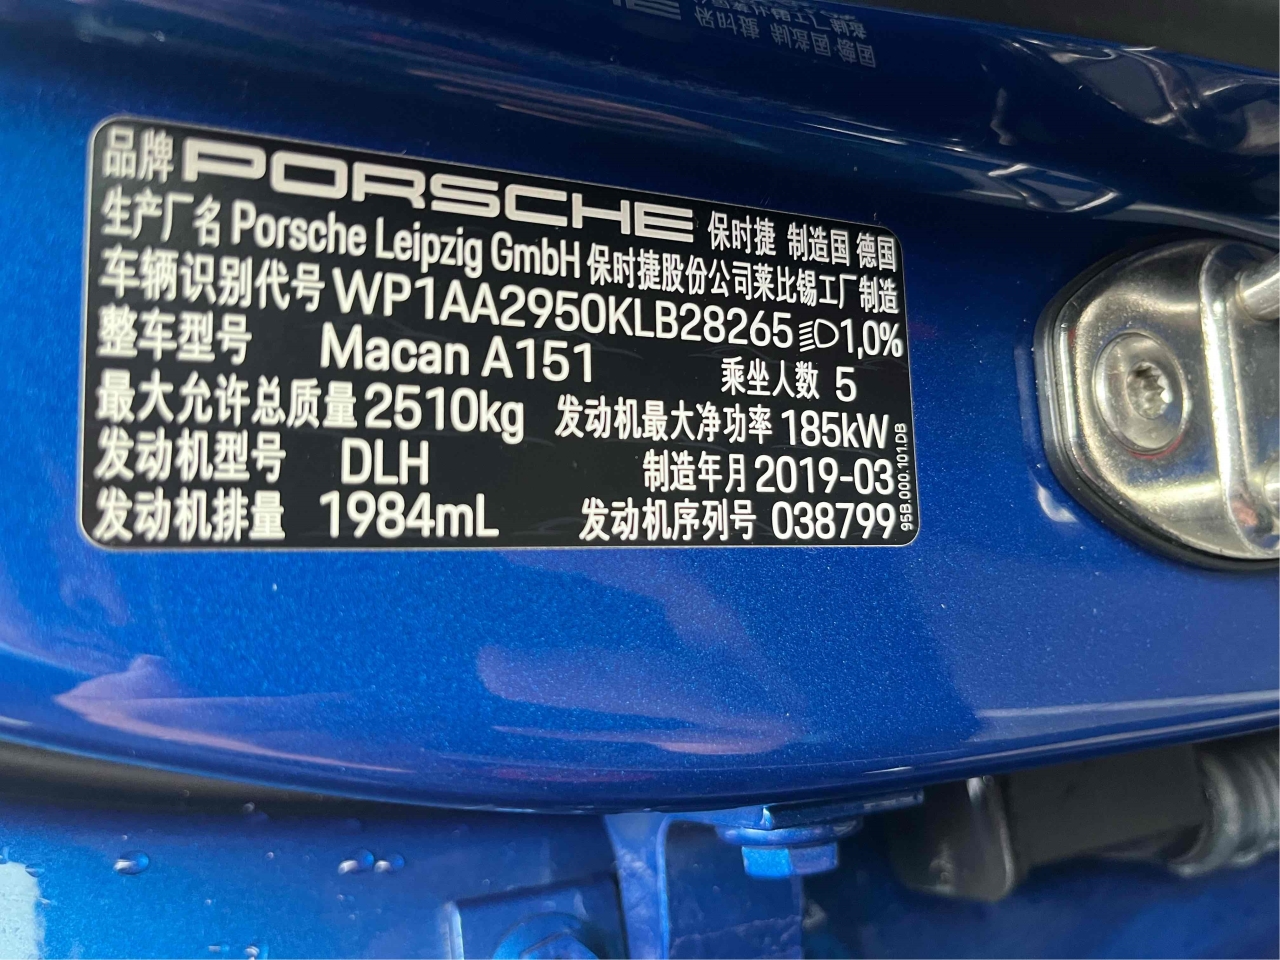 品牌 PORSCHE 保时捷 制造国 德国
生产厂名 Porsche Leipzig GmbH 保时捷股份公司莱比锡工厂制造
车辆识别代号 WP1AA2950KLB28265 1,0%
整车型号 Macan A151 乘坐人数 5
最大允许总质量 2510kg 发动机最大净功率 185kW
发动机型号 DLH 制造年月 2019-03
发动机排量 1984mL 发动机序列号 038799
95B.000.101.DB